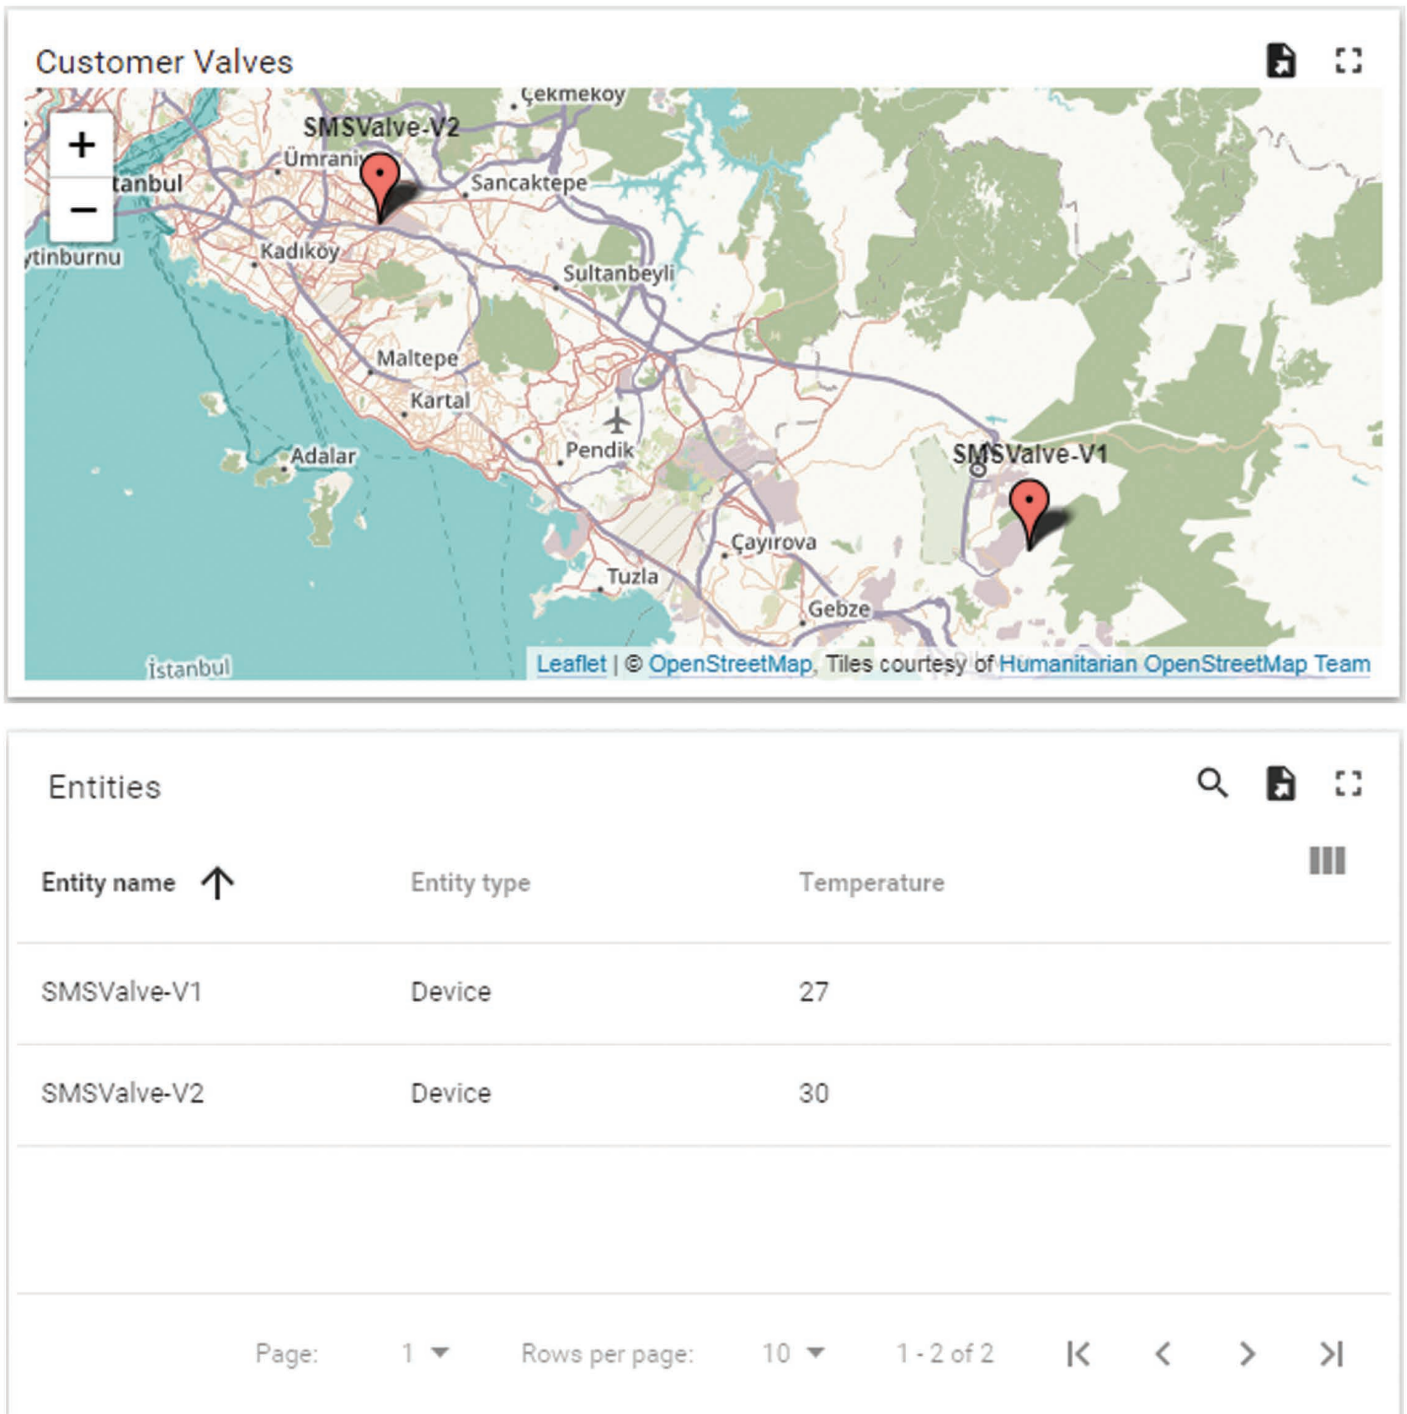 Customer Valves
Çekmeköy
SMSValve-V2
+
Ümrani
tanbul
Sancaktepe
−
Kadıköy
ytinburnu
Sultanbeyli
Maltepe
Kartal
Pendik
Adalar
SMSValve-V1
Çayırova
Tuzla
Gebze
İstanbul
Leaflet | © OpenStreetMap, Tiles courtesy of Humanitarian OpenStreetMap Team
Entities
Entity name Entity type Temperature
SMSValve-V1 Device 27
SMSValve-V2 Device 30
Page: 1 Rows per page: 10 1 - 2 of 2